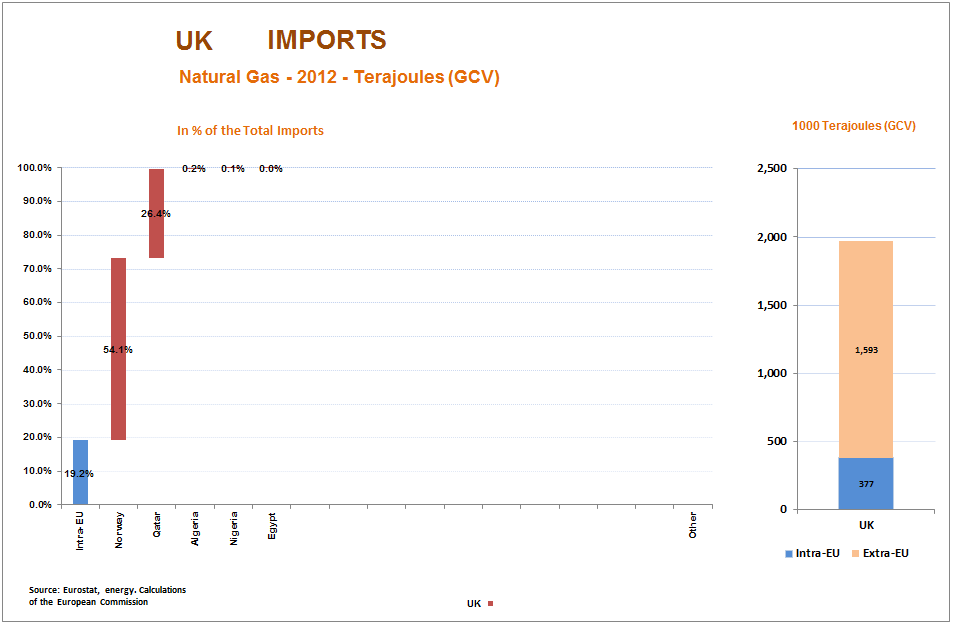 UK IMPORTS
Natural Gas - 2012 - Terajoules (GCV)
In % of the Total Imports
100.0%
90.0%
80.0%
70.0%
60.0%
50.0%
40.0%
30.0%
20.0%
10.0%
0.0%
19.2%
54.1%
26.4%
0.2%
0.1%
0.0%
Intra-EU
Norway
Qatar
Algeria
Nigeria
Egypt
Other
UK
Source: Eurostat, energy. Calculations
of the European Commission
1000 Terajoules (GCV)
2,500
2,000
1,500
1,000
500
0
1,593
377
UK
Intra-EU Extra-EU